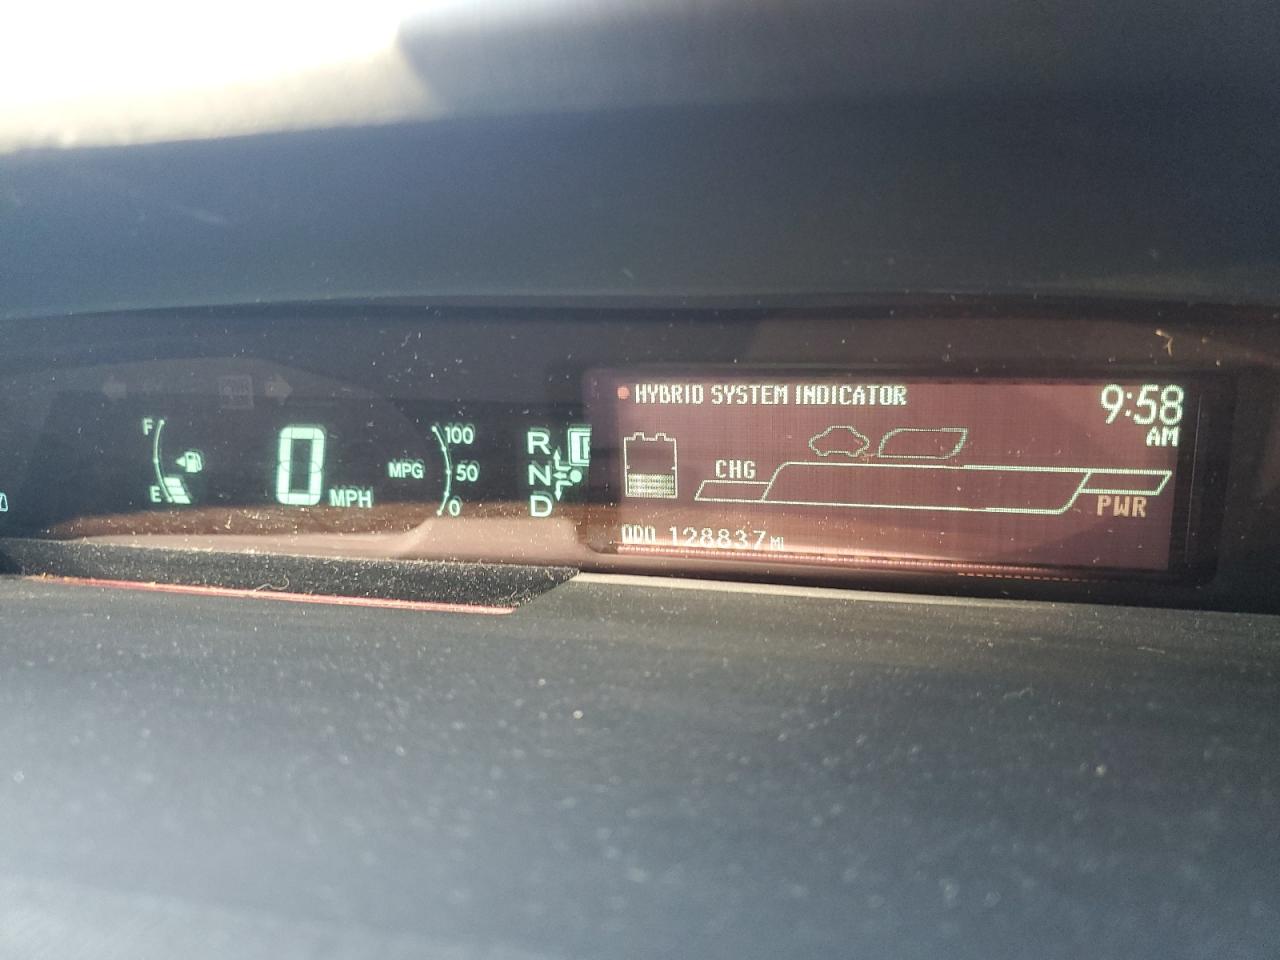 HYBRID SYSTEM INDICATOR
9:58
AM
F
E
0
MPH
MPG
100
50
0
R
N
D
CHG
PWR
ODO 128837 MI